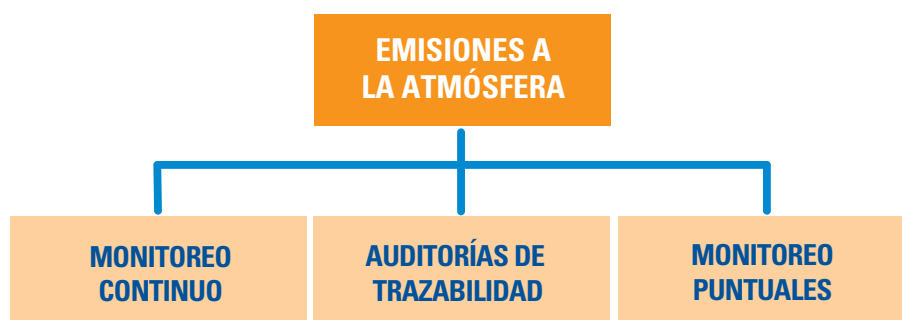 EMISIONES A
LA ATMÓSFERA
MONITOREO
CONTINUO
AUDITORÍAS DE
TRAZABILIDAD
MONITOREO
PUNTUALES